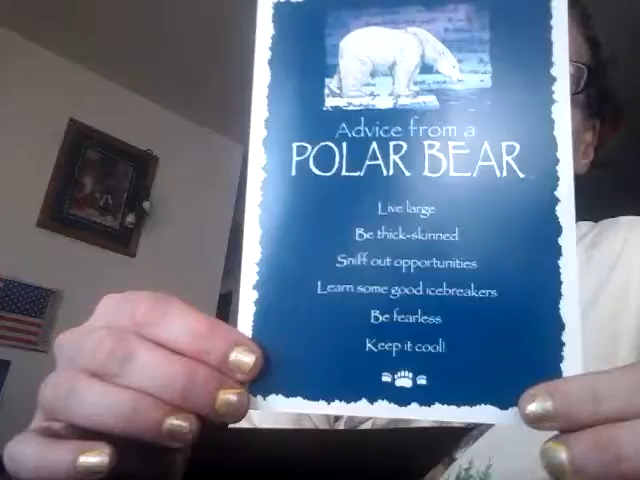 Advice from a
POLAR BEAR
Live large
Be thick-skinned
Sniff out opportunities
Learn some good icebreakers
Be fearless
Keep it cool!